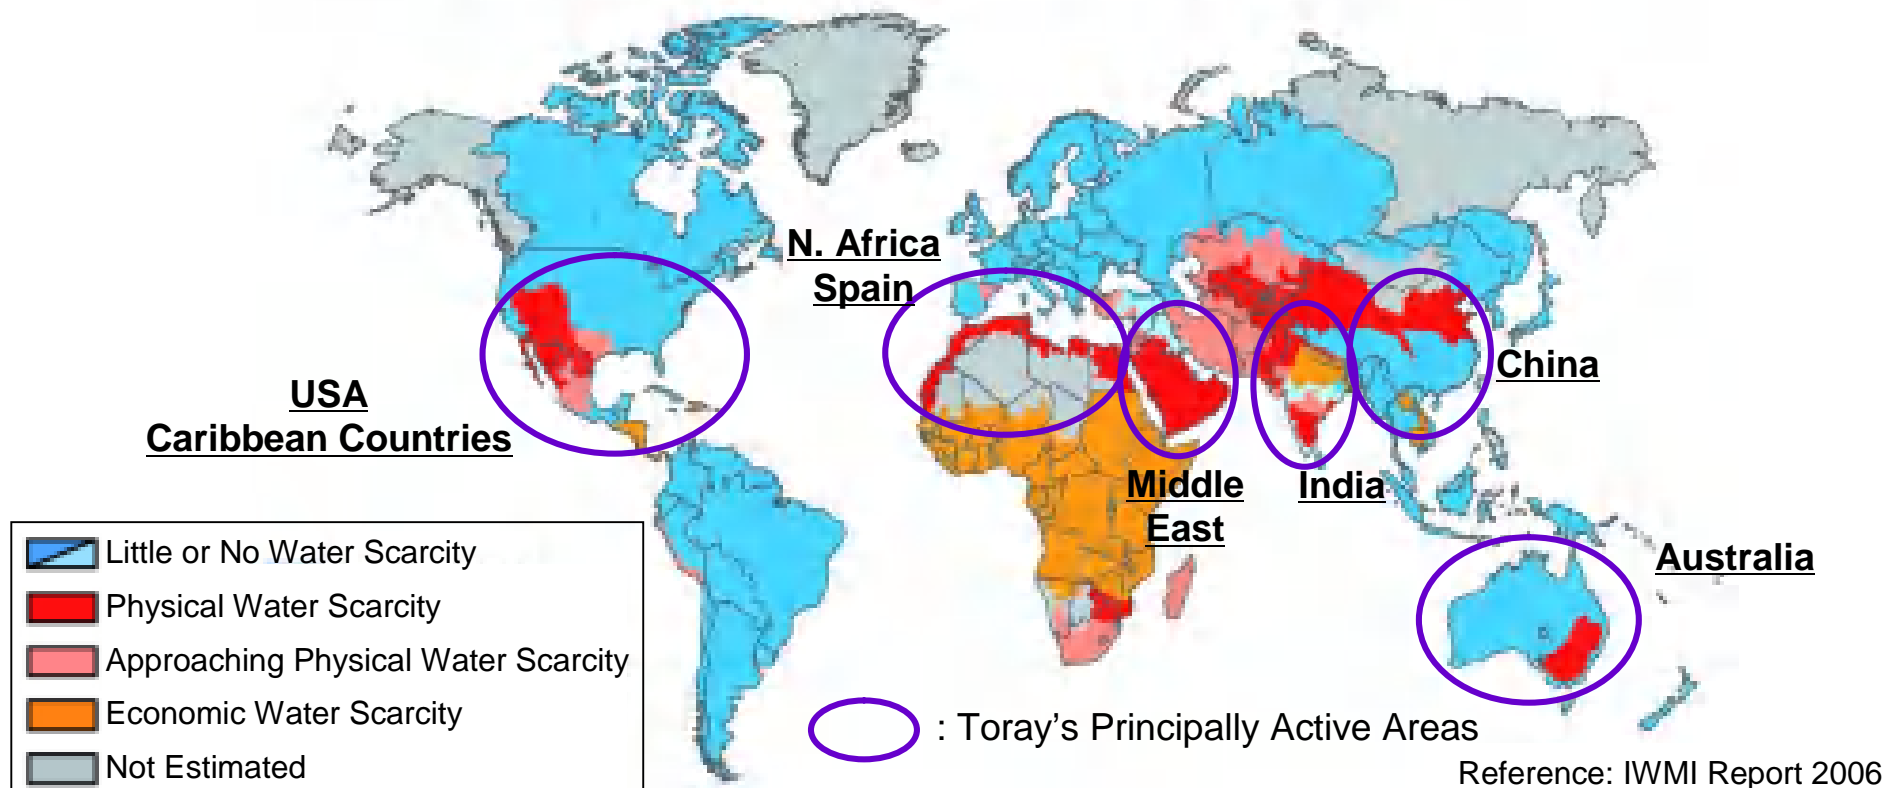 N. Africa
Spain
USA
Caribbean Countries
China
Middle
East
India
Australia
Little or No Water Scarcity
Physical Water Scarcity
Approaching Physical Water Scarcity
Economic Water Scarcity
Not Estimated
: Toray’s Principally Active Areas
Reference: IWMI Report 2006